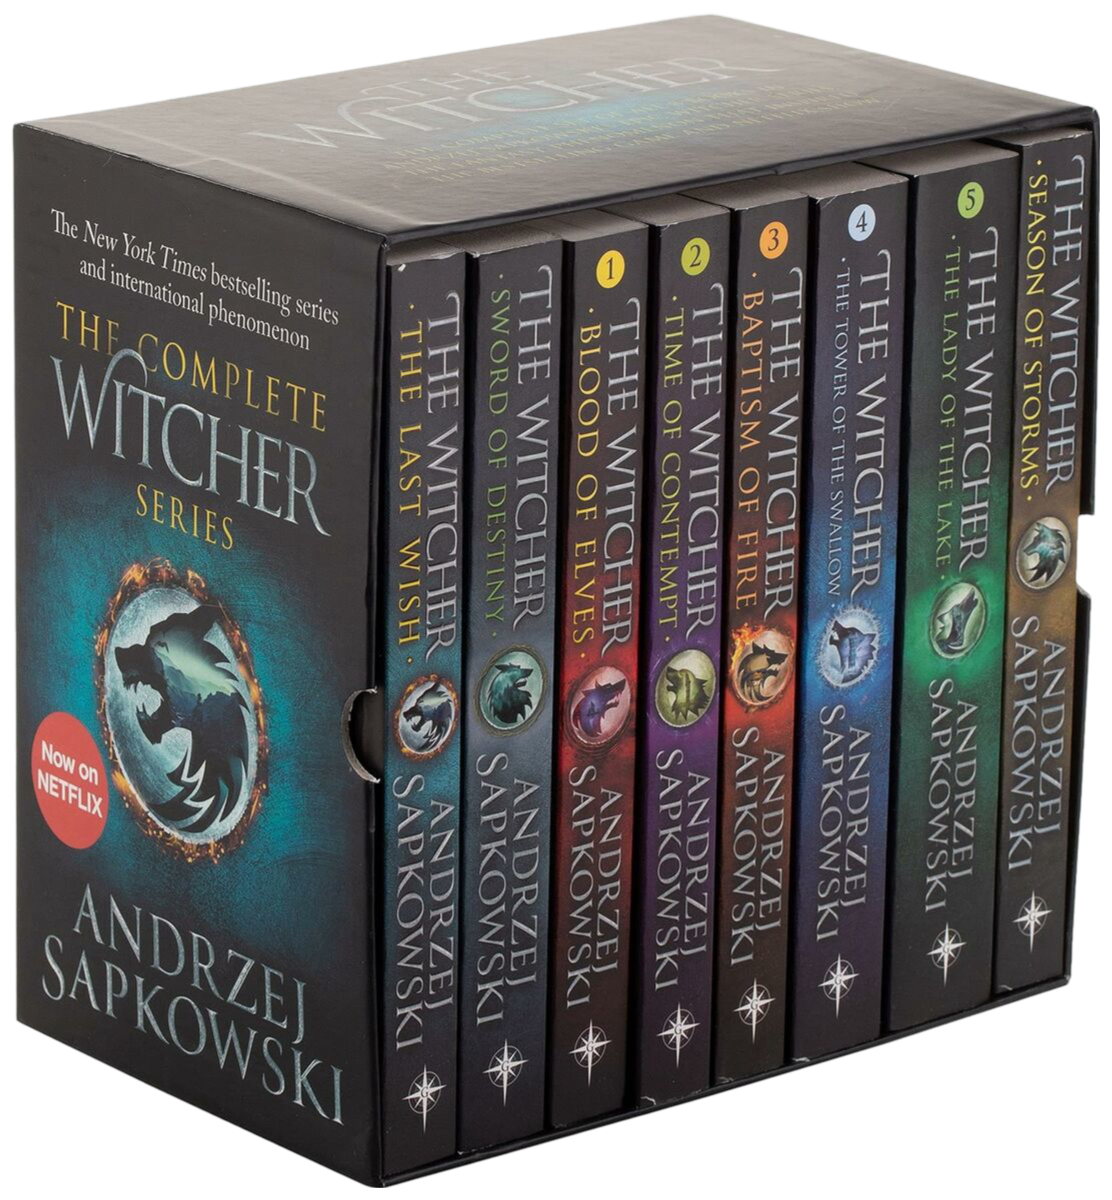 THE
WITCHER
The New York Times bestselling series
and international phenomenon
THE COMPLETE
WITCHER
SERIES
Now on
NETFLIX
ANDRZEJ
SAPKOWSKI
THE WITCHER
· THE LAST WISH ·
ANDRZEJ
SAPKOWSKI
THE WITCHER
· SWORD OF DESTINY ·
ANDRZEJ
SAPKOWSKI
1
THE WITCHER
· BLOOD OF ELVES ·
ANDRZEJ
SAPKOWSKI
2
THE WITCHER
· TIME OF CONTEMPT ·
ANDRZEJ
SAPKOWSKI
3
THE WITCHER
· BAPTISM OF FIRE ·
ANDRZEJ
SAPKOWSKI
4
THE WITCHER
· THE TOWER OF THE SWALLOW ·
ANDRZEJ
SAPKOWSKI
5
THE WITCHER
· THE LADY OF THE LAKE ·
ANDRZEJ
SAPKOWSKI
THE WITCHER
· SEASON OF STORMS ·
ANDRZEJ
SAPKOWSKI